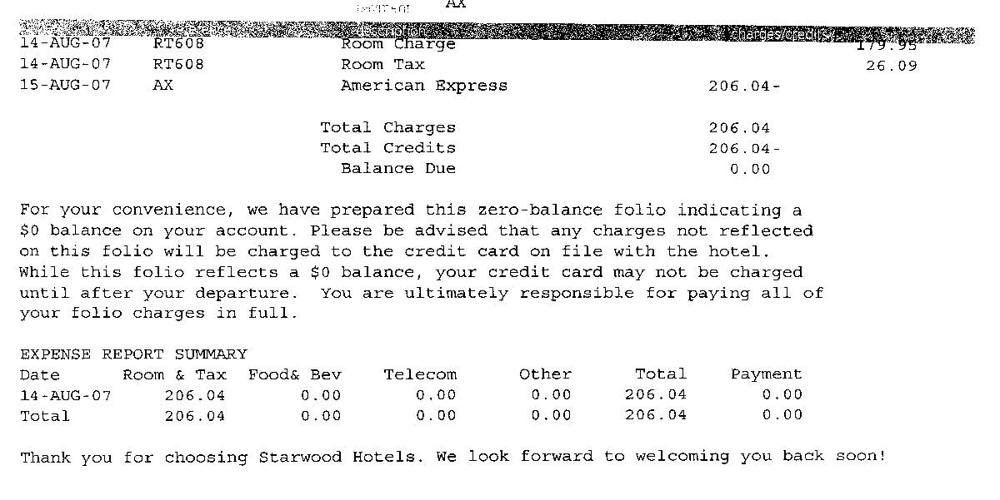 AX
description charges/credits
14-AUG-07 RT608 Room Charge 179.95
14-AUG-07 RT608 Room Tax 26.09
15-AUG-07 AX American Express 206.04-
Total Charges 206.04
Total Credits 206.04-
Balance Due 0.00
For your convenience, we have prepared this zero-balance folio indicating a
$0 balance on your account. Please be advised that any charges not reflected
on this folio will be charged to the credit card on file with the hotel.
While this folio reflects a $0 balance, your credit card may not be charged
until after your departure. You are ultimately responsible for paying all of
your folio charges in full.
EXPENSE REPORT SUMMARY
Date Room & Tax Food& Bev Telecom Other Total Payment
14-AUG-07 206.04 0.00 0.00 0.00 206.04 0.00
Total 206.04 0.00 0.00 0.00 206.04 0.00
Thank you for choosing Starwood Hotels. We look forward to welcoming you back soon!